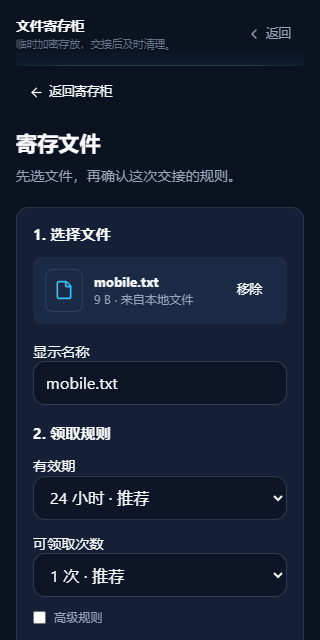 文件寄存柜
临时加密存放，交接后及时清理。
返回
返回寄存柜
寄存文件
先选文件，再确认这次交接的规则。
1. 选择文件
mobile.txt
9 B · 来自本地文件
移除
显示名称
mobile.txt
2. 领取规则
有效期
24 小时 · 推荐
可领取次数
1 次 · 推荐
高级规则